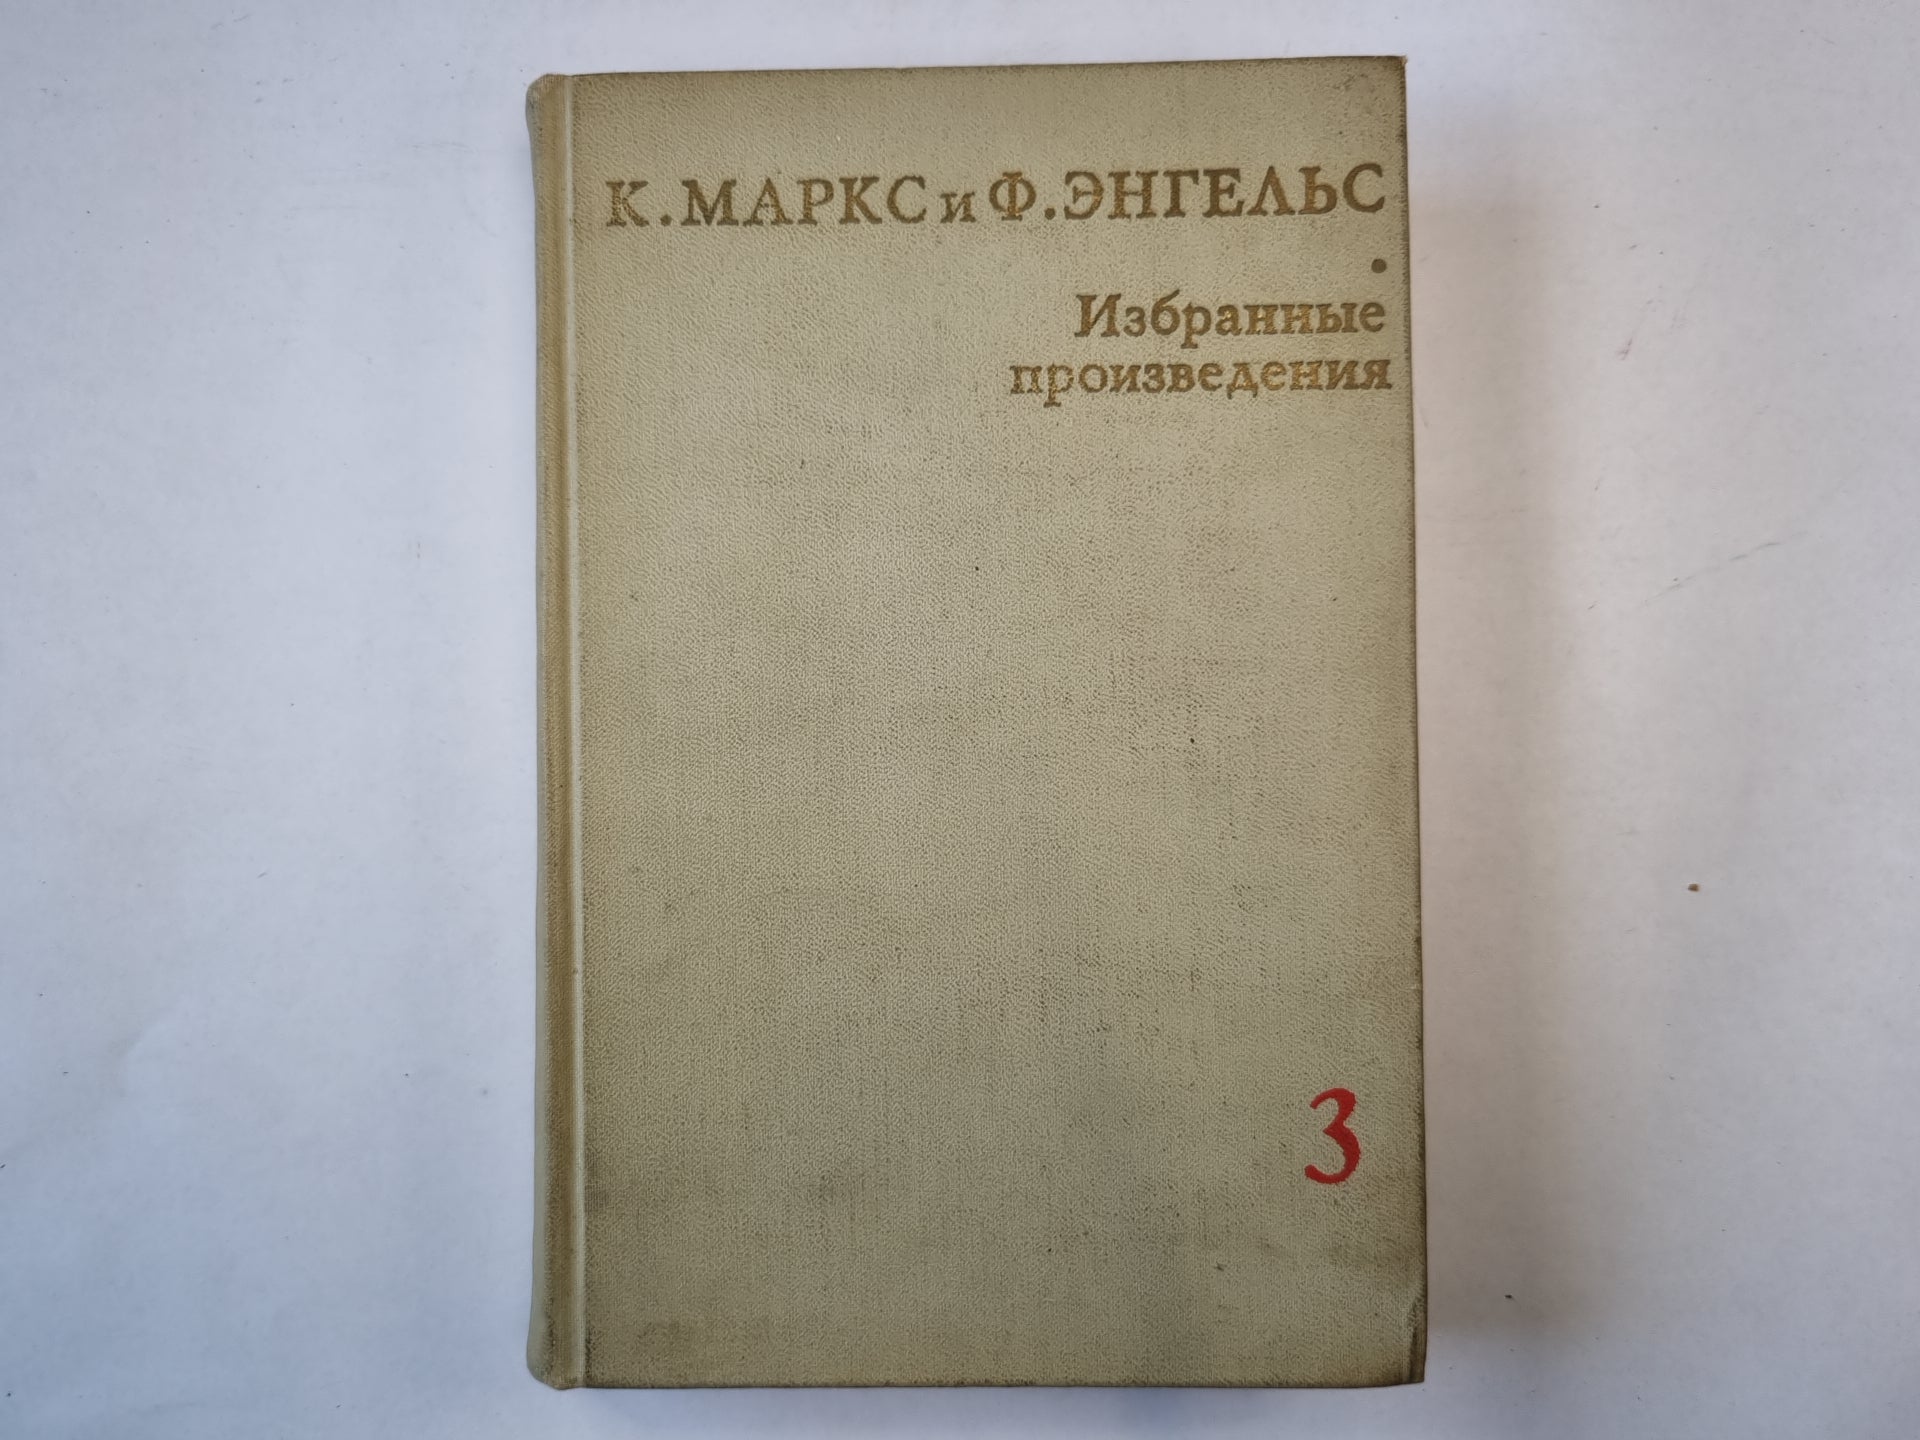 К. МАРКС и Ф. ЭНГЕЛЬС
•
Избранные
произведения
3